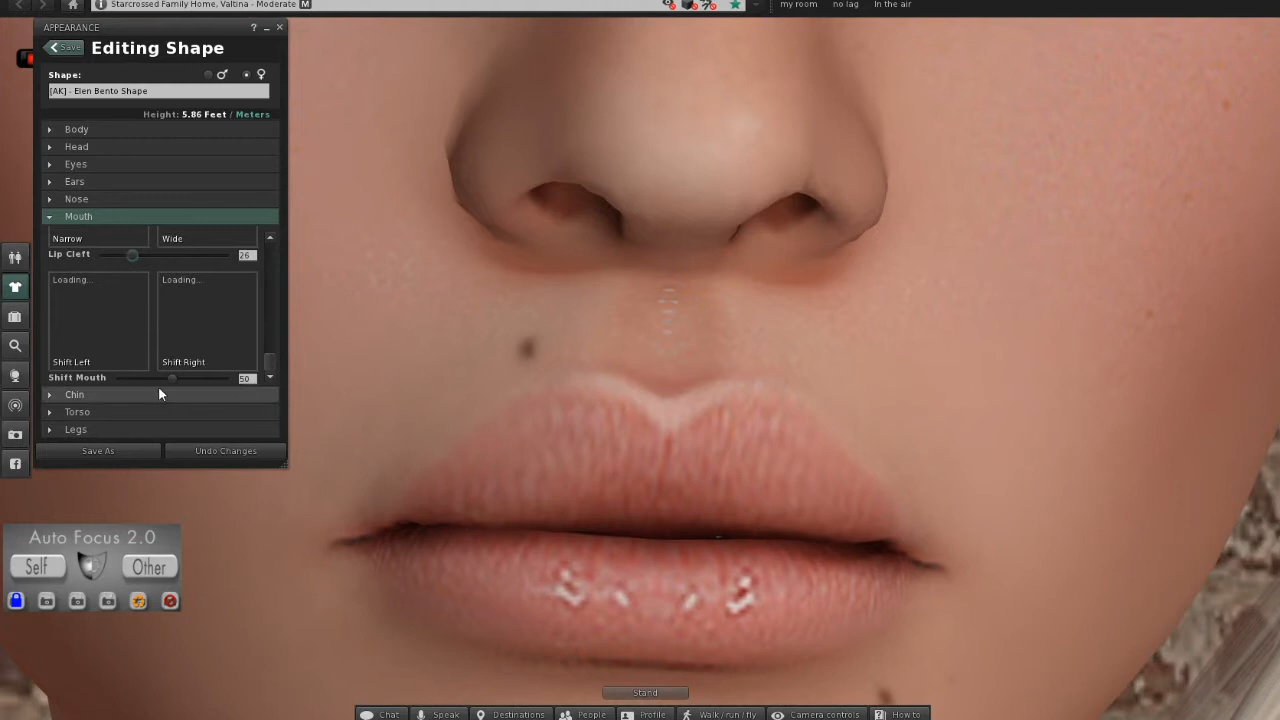 Starcrossed Family Home, Valtina - Moderate M
my room no lag In the air
APPEARANCE ? _ ×
Save Editing Shape
Shape:
[AK] - Elen Bento Shape
Height: 5.86 Feet / Meters
Body
Head
Eyes
Ears
Nose
Mouth
Narrow Wide
Lip Cleft 26
Loading... Loading...
Shift Left Shift Right
Shift Mouth 50
Chin
Torso
Legs
Save As Undo Changes
Auto Focus 2.0
Self Other
Stand
Chat Speak Destinations People Profile Walk / run / fly Camera controls How to